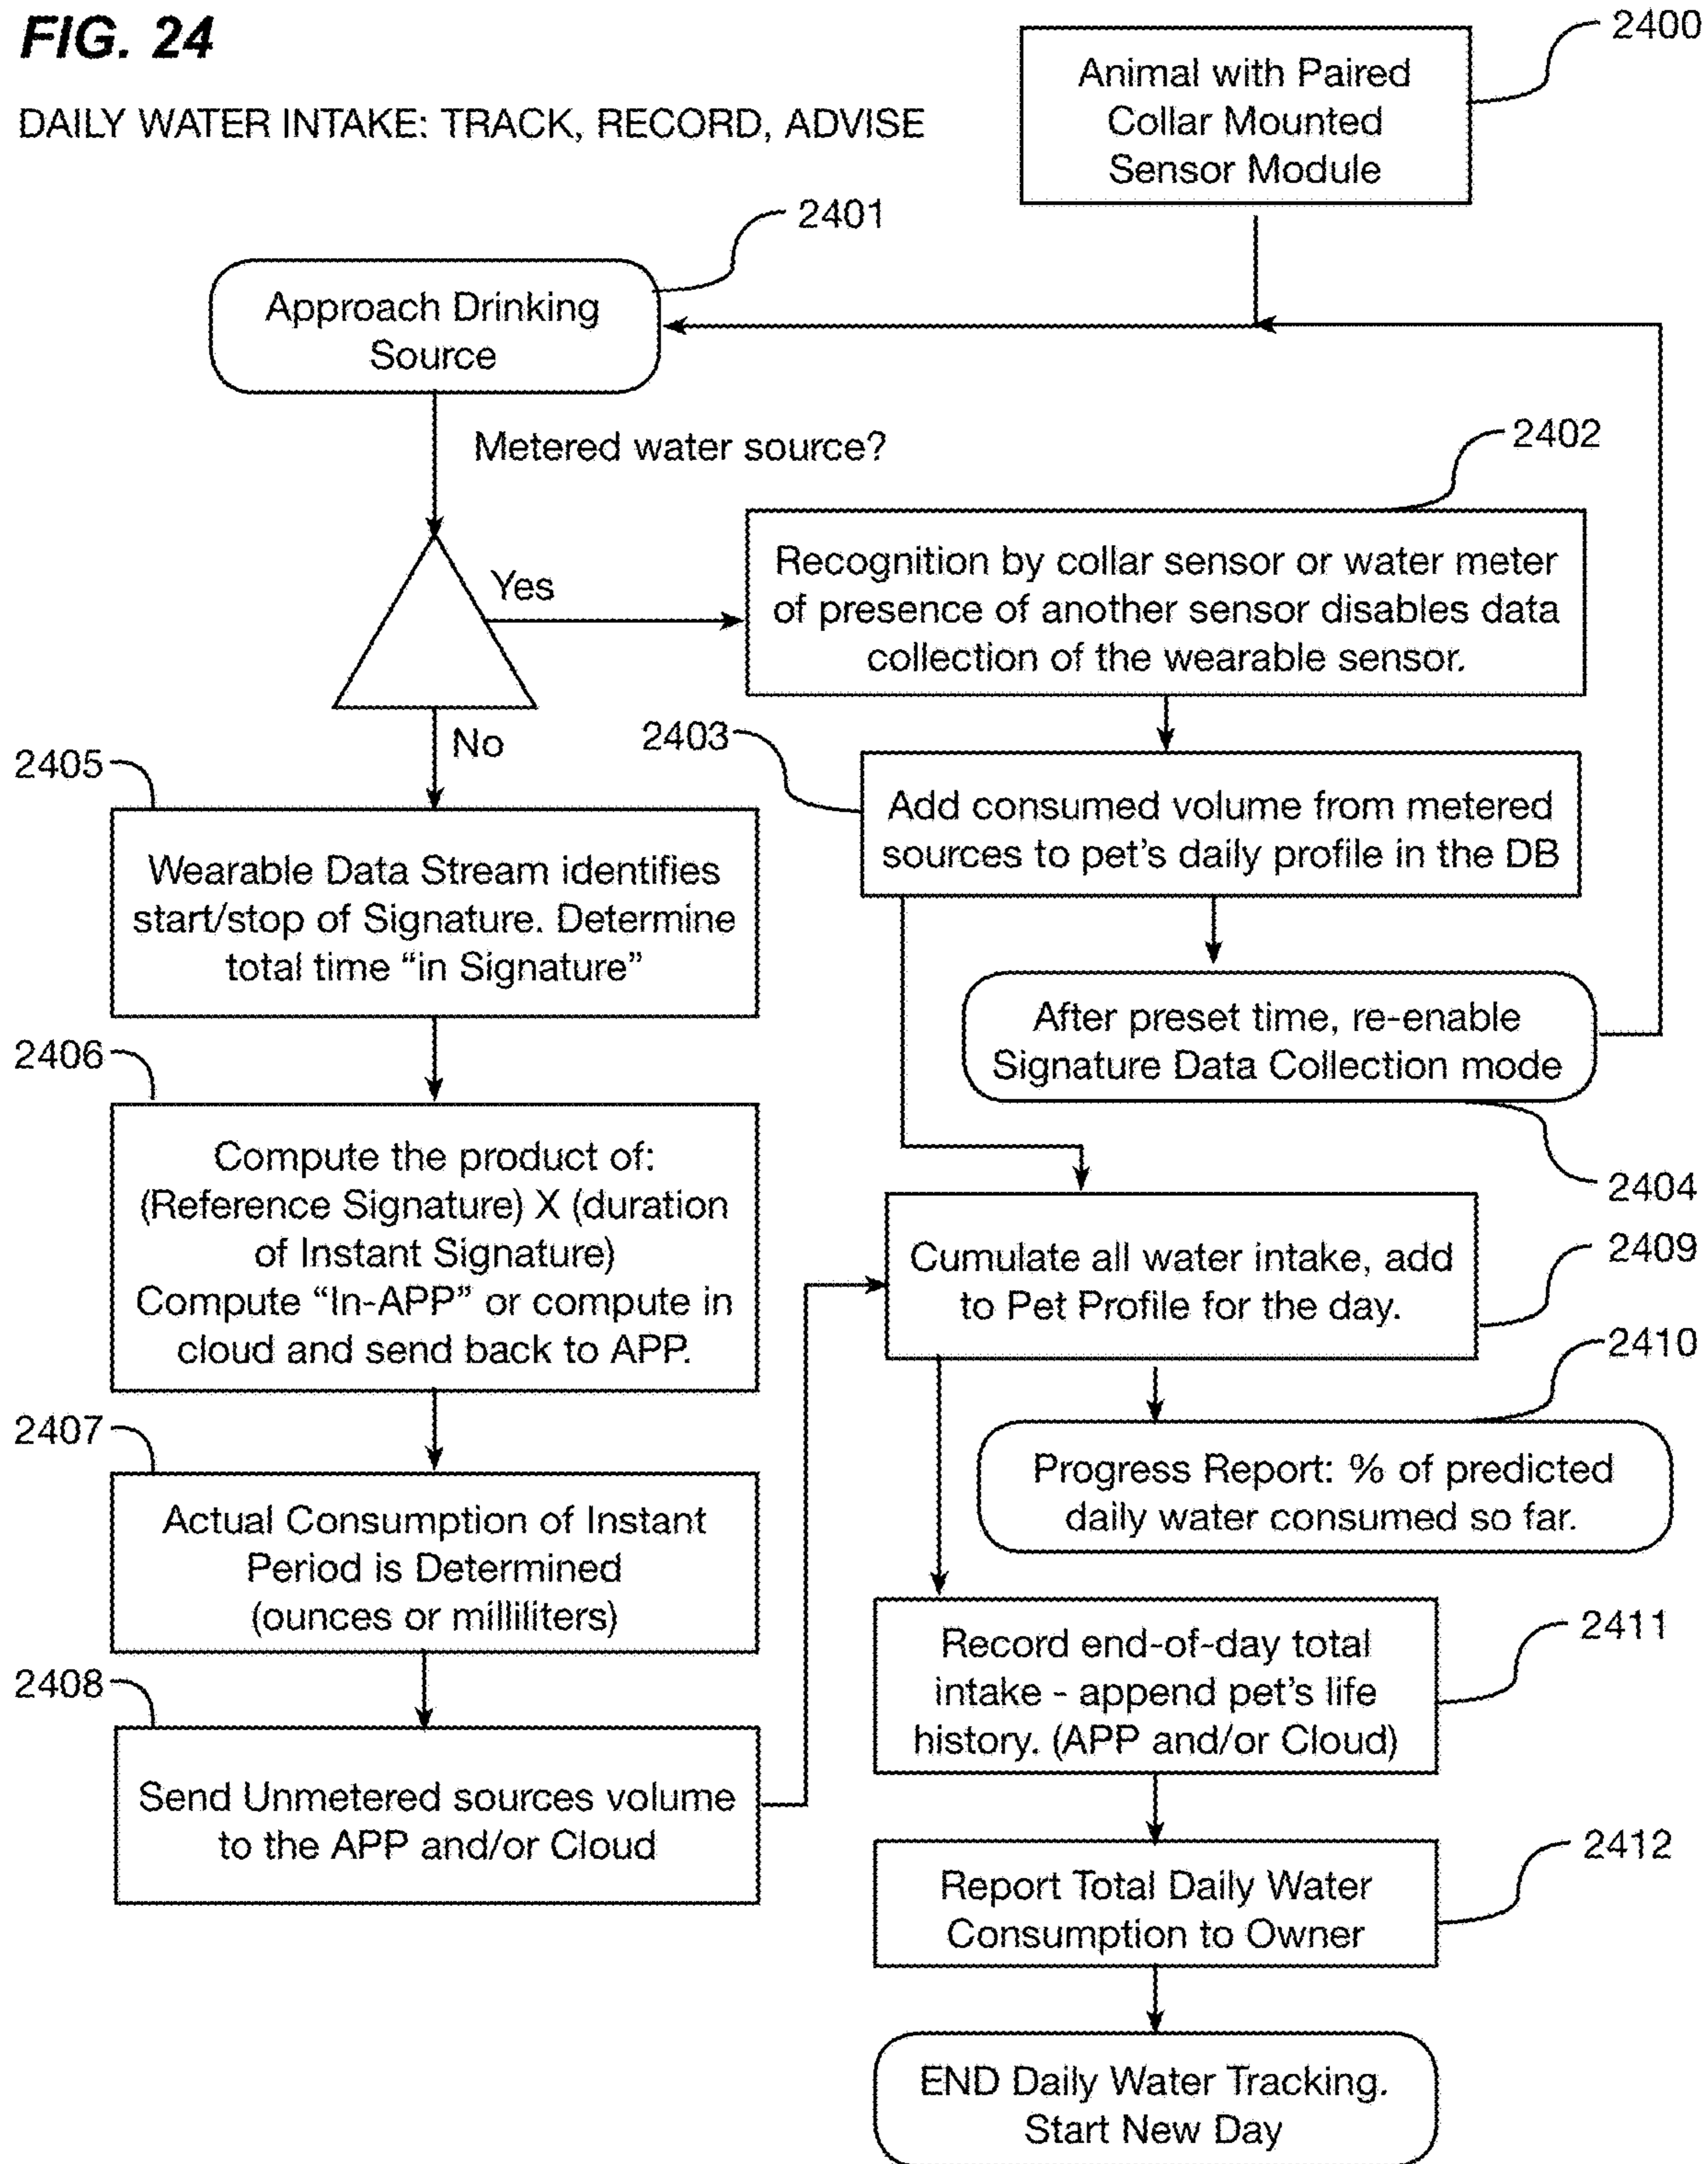 FIG. 24
DAILY WATER INTAKE: TRACK, RECORD, ADVISE
2400
Animal with Paired
Collar Mounted
Sensor Module
2401
Approach Drinking
Source
Metered water source?
Yes
No
2402
Recognition by collar sensor or water meter
of presence of another sensor disables data
collection of the wearable sensor.
2403
Add consumed volume from metered
sources to pet's daily profile in the DB
After preset time, re-enable
Signature Data Collection mode
2404
2405
Wearable Data Stream identifies
start/stop of Signature. Determine
total time “in Signature”
2406
Compute the product of:
(Reference Signature) X (duration
of Instant Signature)
Compute “In-APP” or compute in
cloud and send back to APP.
2407
Actual Consumption of Instant
Period is Determined
(ounces or milliliters)
2408
Send Unmetered sources volume
to the APP and/or Cloud
2409
Cumulate all water intake, add
to Pet Profile for the day.
2410
Progress Report: % of predicted
daily water consumed so far.
2411
Record end-of-day total
intake - append pet's life
history. (APP and/or Cloud)
2412
Report Total Daily Water
Consumption to Owner
END Daily Water Tracking.
Start New Day